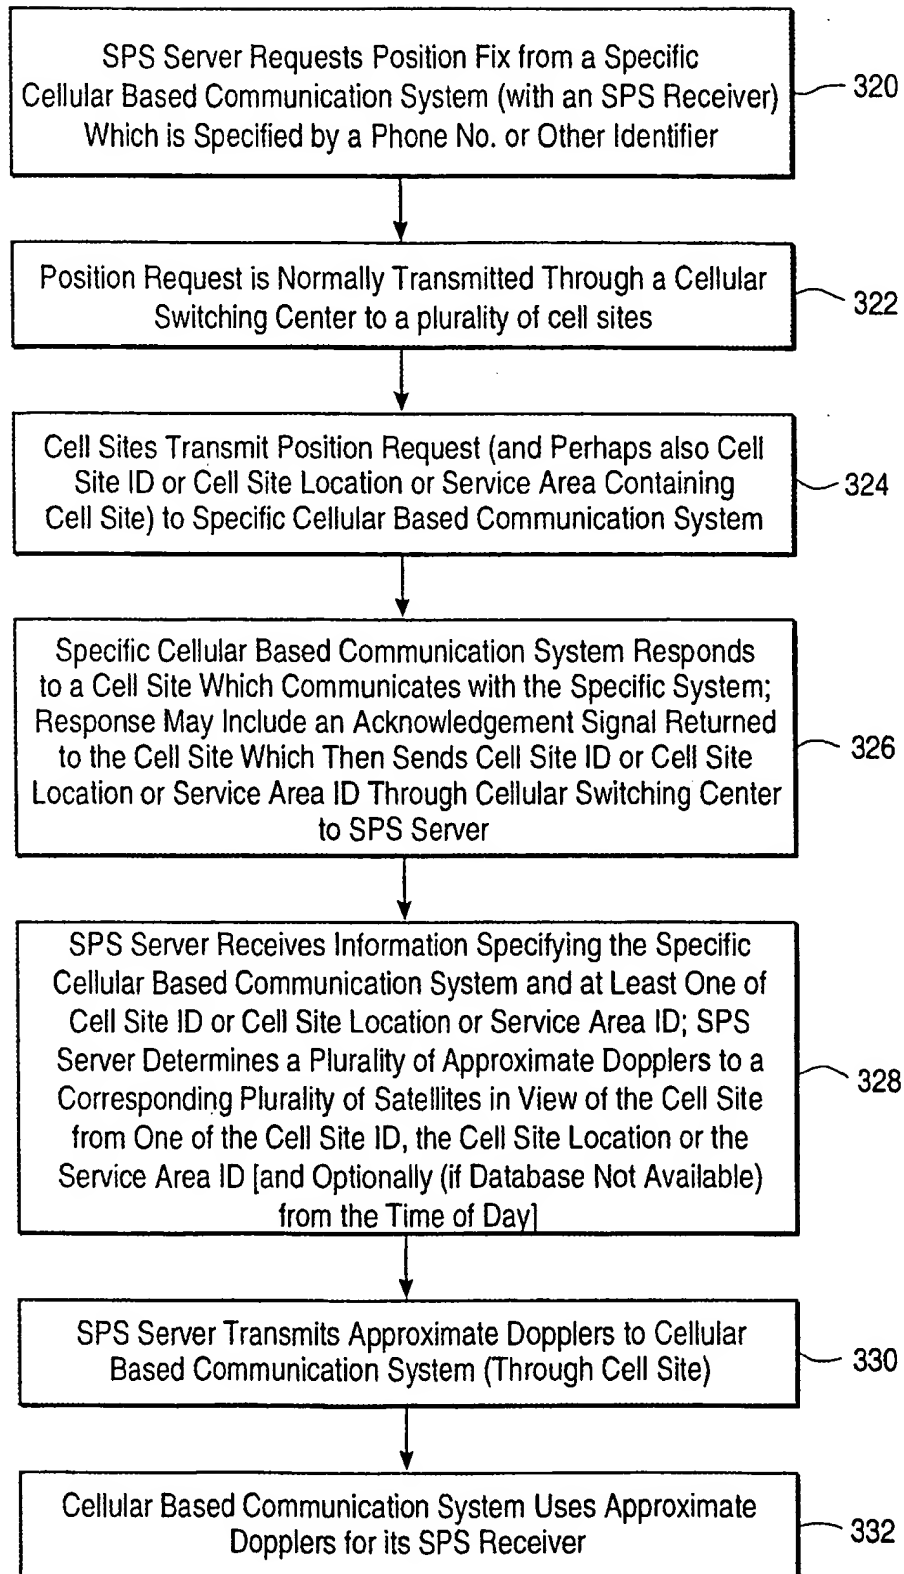 SPS Server Requests Position Fix from a Specific
Cellular Based Communication System (with an SPS Receiver)
Which is Specified by a Phone No. or Other Identifier
320
Position Request is Normally Transmitted Through a Cellular
Switching Center to a plurality of cell sites
322
Cell Sites Transmit Position Request (and Perhaps also Cell
Site ID or Cell Site Location or Service Area Containing
Cell Site) to Specific Cellular Based Communication System
324
Specific Cellular Based Communication System Responds
to a Cell Site Which Communicates with the Specific System;
Response May Include an Acknowledgement Signal Returned
to the Cell Site Which Then Sends Cell Site ID or Cell Site
Location or Service Area ID Through Cellular Switching Center
to SPS Server
326
SPS Server Receives Information Specifying the Specific
Cellular Based Communication System and at Least One of
Cell Site ID or Cell Site Location or Service Area ID; SPS
Server Determines a Plurality of Approximate Dopplers to a
Corresponding Plurality of Satellites in View of the Cell Site
from One of the Cell Site ID, the Cell Site Location or the
Service Area ID [and Optionally (if Database Not Available)
from the Time of Day]
328
SPS Server Transmits Approximate Dopplers to Cellular
Based Communication System (Through Cell Site)
330
Cellular Based Communication System Uses Approximate
Dopplers for its SPS Receiver
332